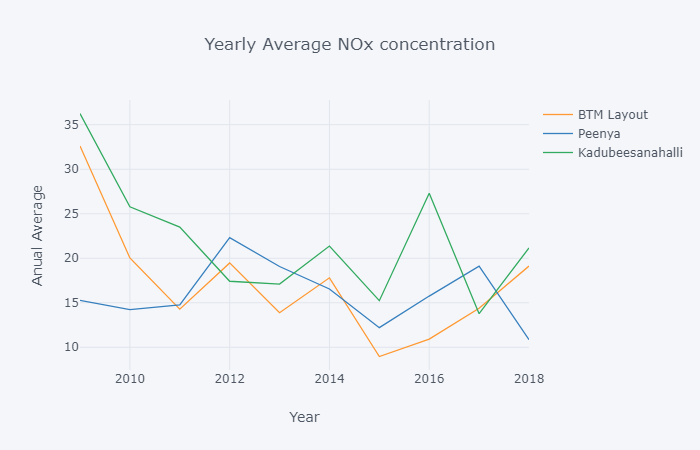 Yearly Average NOx concentration
BTM Layout
Peenya
Kadubeesanahalli
Anual Average
35
30
25
20
15
10
2010
2012
2014
2016
2018
Year